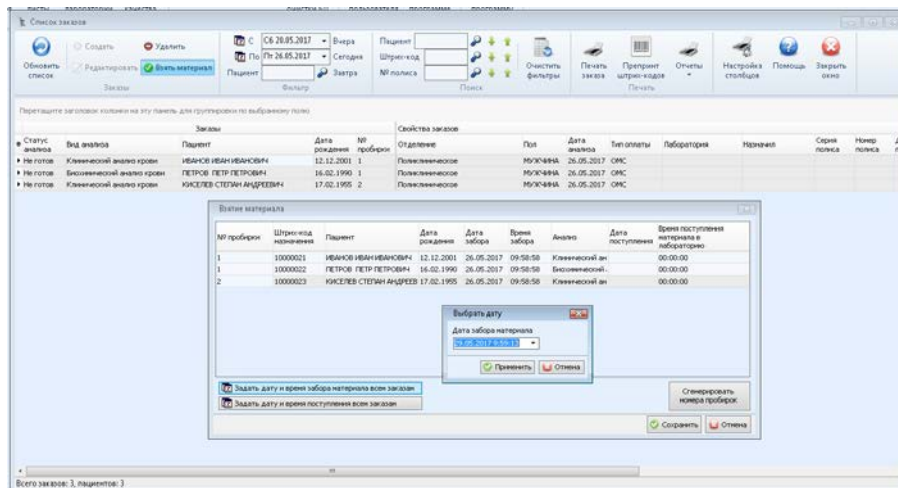 Список заказов
Обновить список
Создать
Удалить
Редактировать
Взять материал
Заказы
С Сб 20.05.2017 Вчера
По Пт 26.05.2017 Сегодня
Пациент Завтра
Фильтр
Пациент
Штрих-код
№ полиса
Поиск
Очистить фильтры
Печать заказа
Препринт штрих-кодов
Отчеты
Печать
Настройка столбцов
Помощь
Закрыть окно
Перетащите заголовок колонки на эту панель для группировки по выбранному полю
Заказы Свойства заказов
Статус анализа Вид анализа Пациент Дата рождения № пробирки Отделение Пол Дата анализа Тип оплаты Лаборатория Назначил Серия полиса Номер полиса
Не готов Клинический анализ крови ИВАНОВ ИВАН ИВАНОВИЧ 12.12.2001 1 Поликлиническое МУЖЧИНА 26.05.2017 ОМС
Не готов Биохимический анализ крови ПЕТРОВ ПЕТР ПЕТРОВИЧ 16.02.1990 1 Поликлиническое МУЖЧИНА 26.05.2017 ОМС
Не готов Клинический анализ крови КИСЕЛЕВ СТЕПАН АНДРЕЕВИЧ 17.02.1955 2 Поликлиническое МУЖЧИНА 26.05.2017 ОМС
Взятие материала
№ пробирки Штрих-код назначения Пациент Дата рождения Дата забора Время забора Анализ Дата поступления Время поступления материала в лабораторию
1 10000021 ИВАНОВ ИВАН ИВАНОВИЧ 12.12.2001 26.05.2017 09:58:58 Клинический ан 00:00:00
1 10000022 ПЕТРОВ ПЕТР ПЕТРОВИЧ 16.02.1990 26.05.2017 09:58:58 Биохимический. 00:00:00
2 10000023 КИСЕЛЕВ СТЕПАН АНДРЕЕВ 17.02.1955 26.05.2017 09:58:58 Клинический ан 00:00:00
Выбрать дату
Дата забора материала
29.05.2017 9:59:13
Применить Отмена
Задать дату и время забора материала всем заказам
Задать дату и время поступления всем заказам
Сгенерировать номера пробирок
Сохранить Отмена
Всего заказов: 3, пациентов: 3